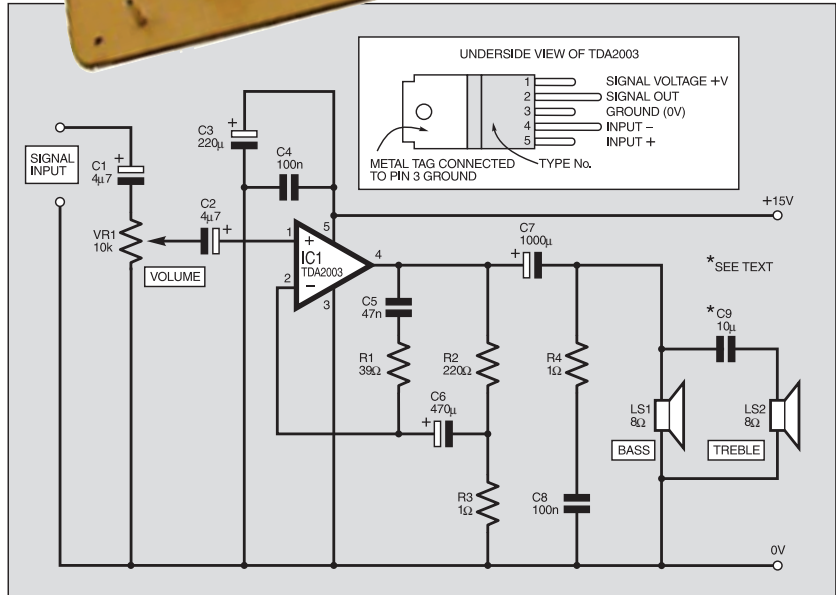 UNDERSIDE VIEW OF TDA2003
1 SIGNAL VOLTAGE +V
2 SIGNAL OUT
3 GROUND (0V)
4 INPUT –
5 INPUT +
METAL TAG CONNECTED
TO PIN 3 GROUND
TYPE No.
SIGNAL
INPUT
C1
4µ7
VR1
10k
VOLUME
C2
4µ7
C3
220µ
C4
100n
1
+
5
IC1
TDA2003
2
–
3
4
C5
47n
R1
39Ω
C6
470µ
R2
220Ω
R3
1Ω
C7
1000µ
R4
1Ω
C8
100n
+15V
*SEE TEXT
*C9
10µ
LS1
8Ω
BASS
LS2
8Ω
TREBLE
0V
+
+
+
+
+